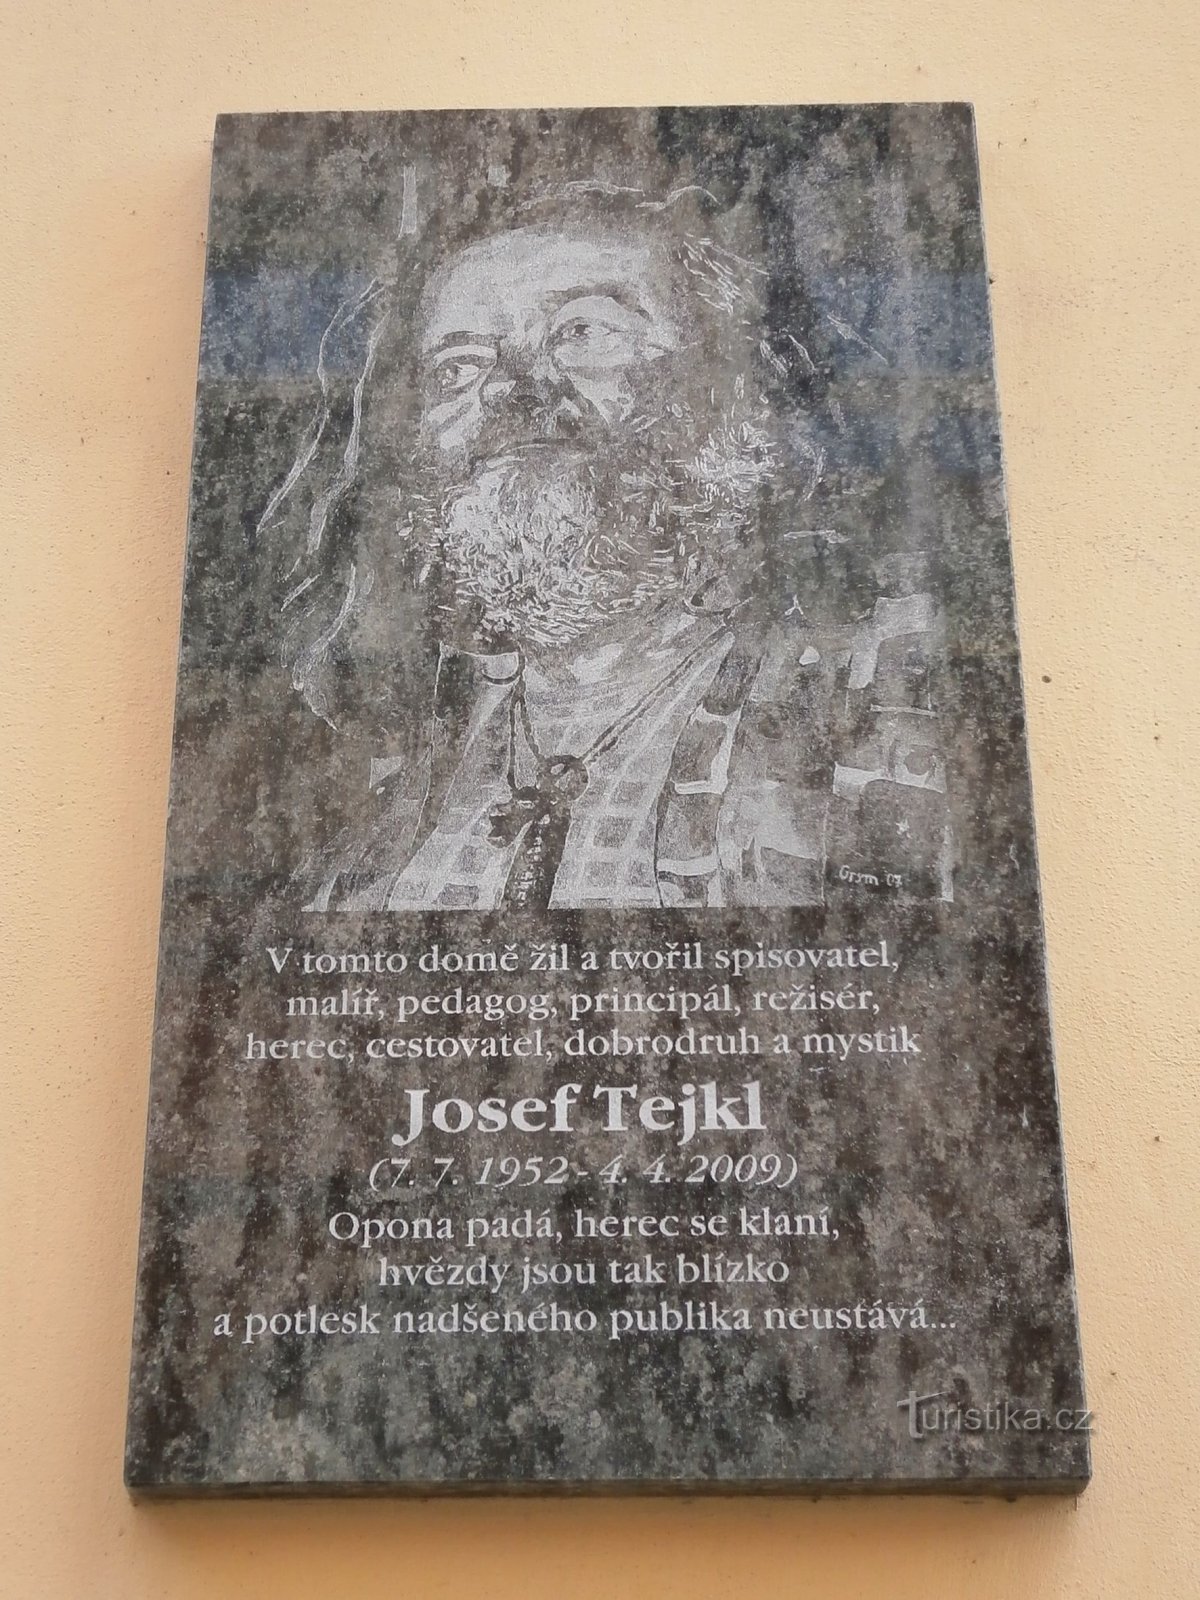 Grym 07
V tomto domě žil a tvořil spisovatel,
malíř, pedagog, principál, režisér,
herec, cestovatel, dobrodruh a mystik
Josef Tejkl
(7. 7. 1952 - 4. 4. 2009)
Opona padá, herec se klaní,
hvězdy jsou tak blízko
a potlesk nadšeného publika neustává...
Turistika.cz